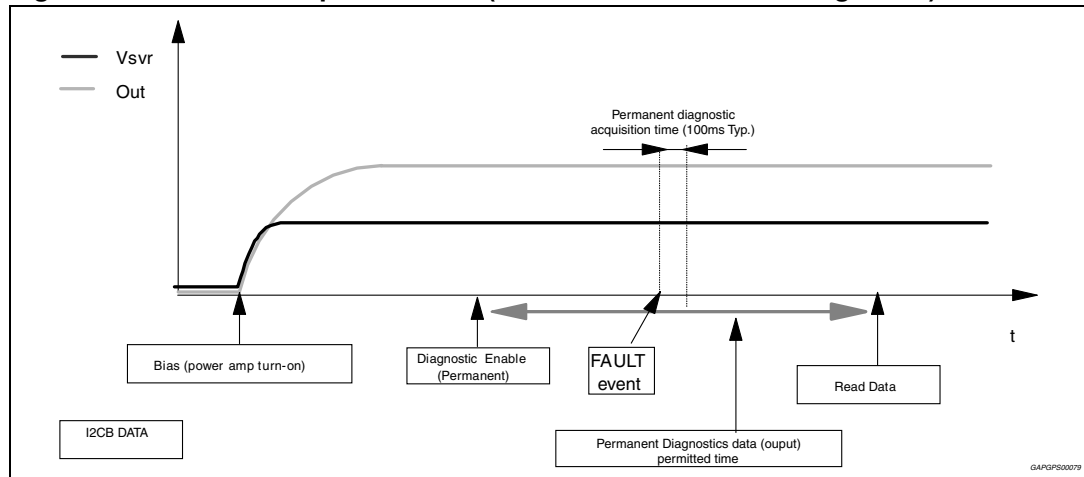 Vsvr
Out
Permanent diagnostic
acquisition time (100ms Typ.)
t
Bias (power amp turn-on)
Diagnostic Enable
(Permanent)
FAULT
event
Read Data
I2CB DATA
Permanent Diagnostics data (ouput)
permitted time
GAPGPS00079